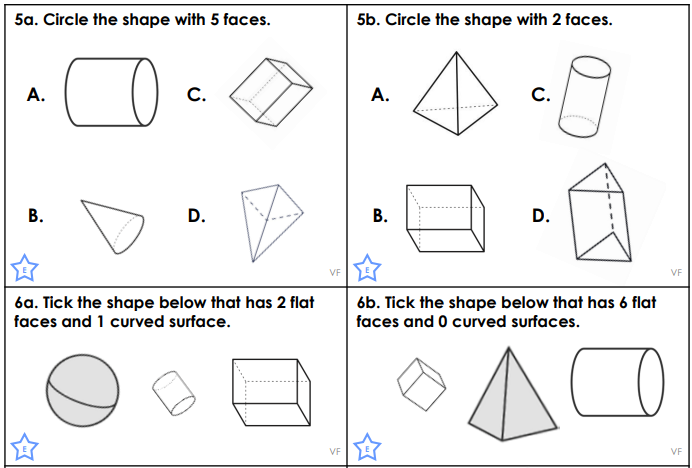 5a. Circle the shape with 5 faces.
A.
C.
B.
D.
E
VF
5b. Circle the shape with 2 faces.
A.
C.
B.
D.
E
VF
6a. Tick the shape below that has 2 flat
faces and 1 curved surface.
E
VF
6b. Tick the shape below that has 6 flat
faces and 0 curved surfaces.
E
VF